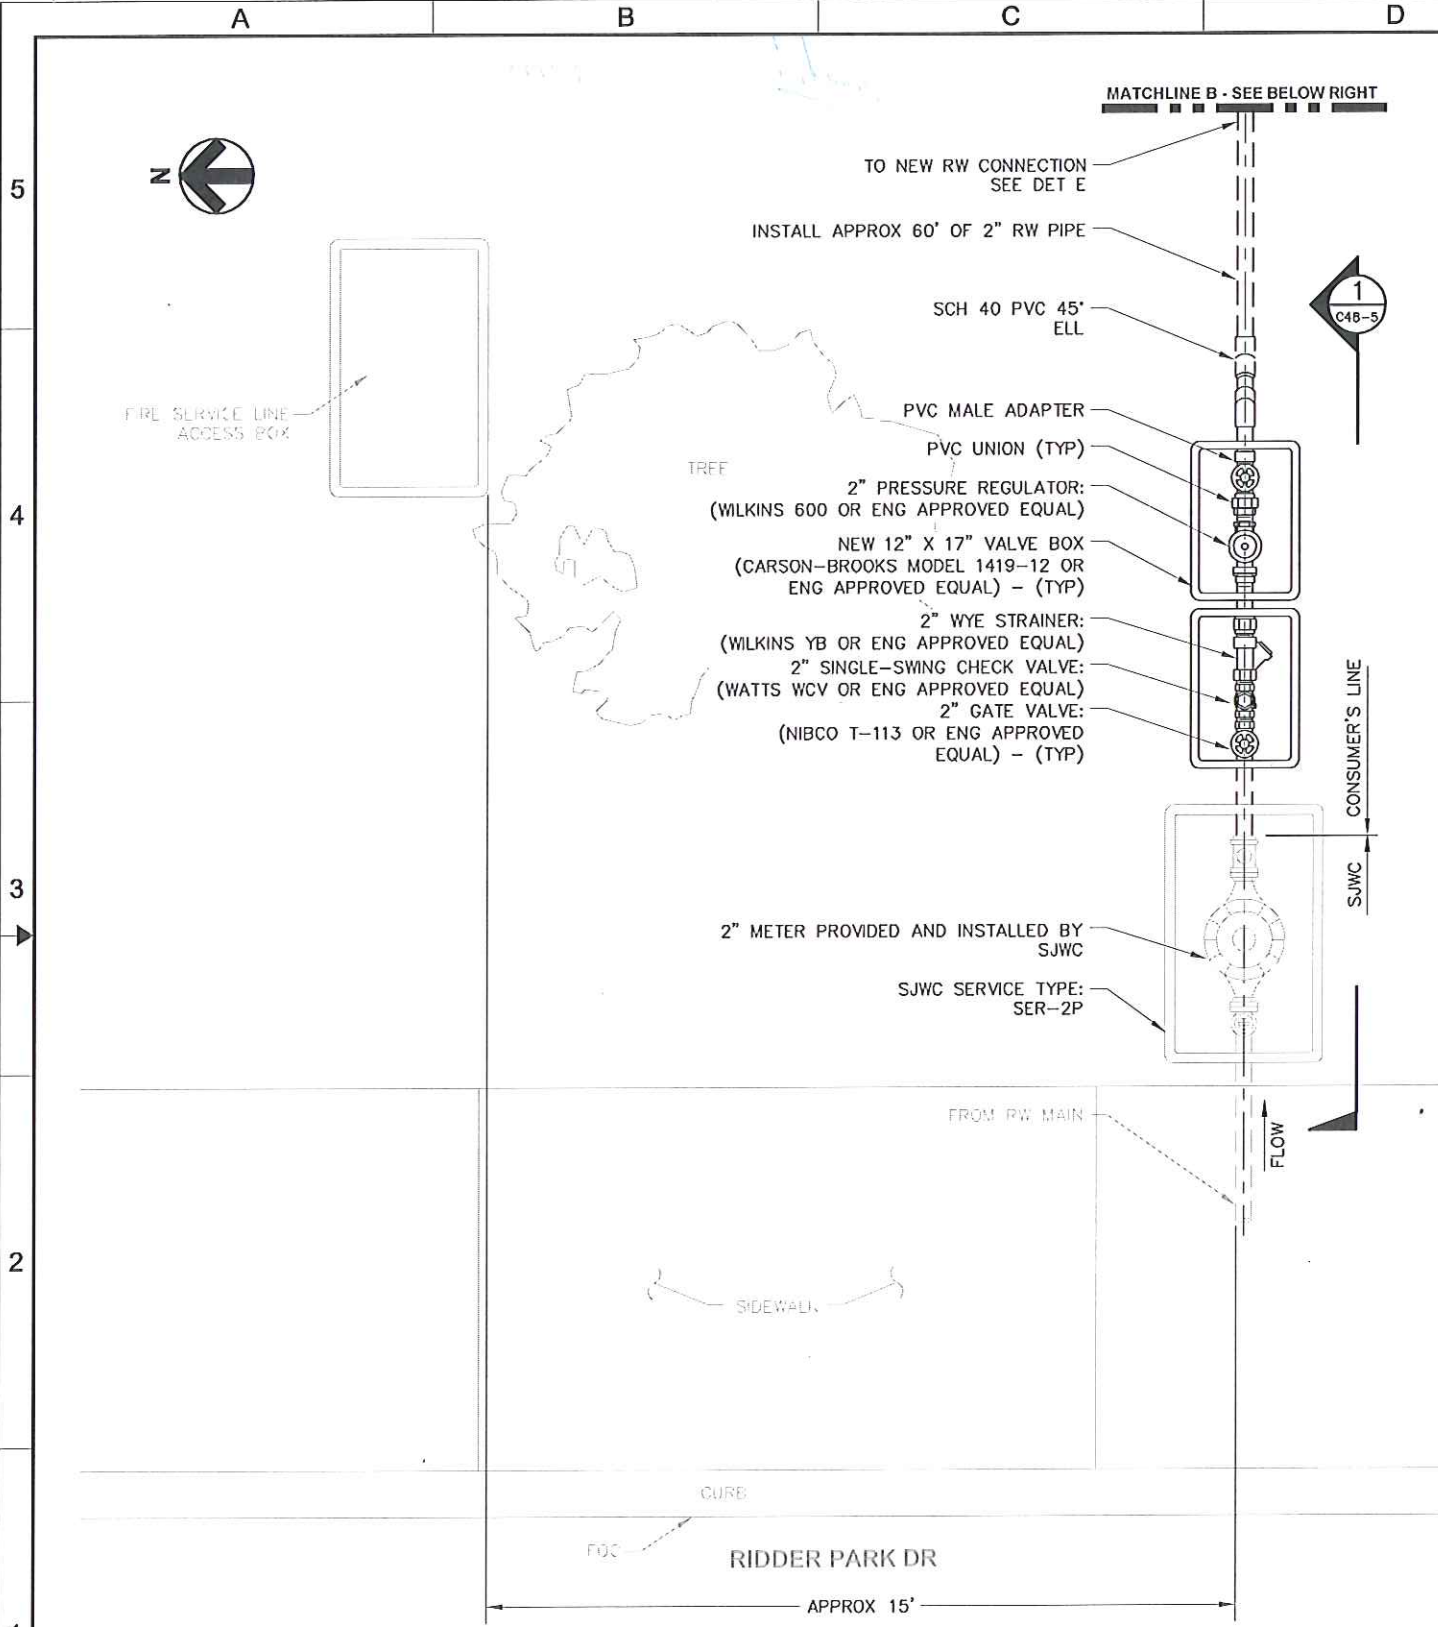 A
B
C
D
MATCHLINE B - SEE BELOW RIGHT
N
5
TO NEW RW CONNECTION
SEE DET E
INSTALL APPROX 60' OF 2" RW PIPE
SCH 40 PVC 45°
ELL
1
C4B-5
FIRE SERVICE LINE
ACCESS BOX
PVC MALE ADAPTER
PVC UNION (TYP)
TREE
4
2" PRESSURE REGULATOR:
(WILKINS 600 OR ENG APPROVED EQUAL)
NEW 12" X 17" VALVE BOX
(CARSON-BROOKS MODEL 1419-12 OR
ENG APPROVED EQUAL) - (TYP)
2" WYE STRAINER:
(WILKINS YB OR ENG APPROVED EQUAL)
2" SINGLE-SWING CHECK VALVE:
(WATTS WCV OR ENG APPROVED EQUAL)
2" GATE VALVE:
(NIBCO T-113 OR ENG APPROVED
EQUAL) - (TYP)
CONSUMER'S LINE
SJWC
3
2" METER PROVIDED AND INSTALLED BY
SJWC
SJWC SERVICE TYPE:
SER-2P
FROM RW MAIN
FLOW
2
SIDEWALK
CURB
FOC
RIDDER PARK DR
APPROX 15'